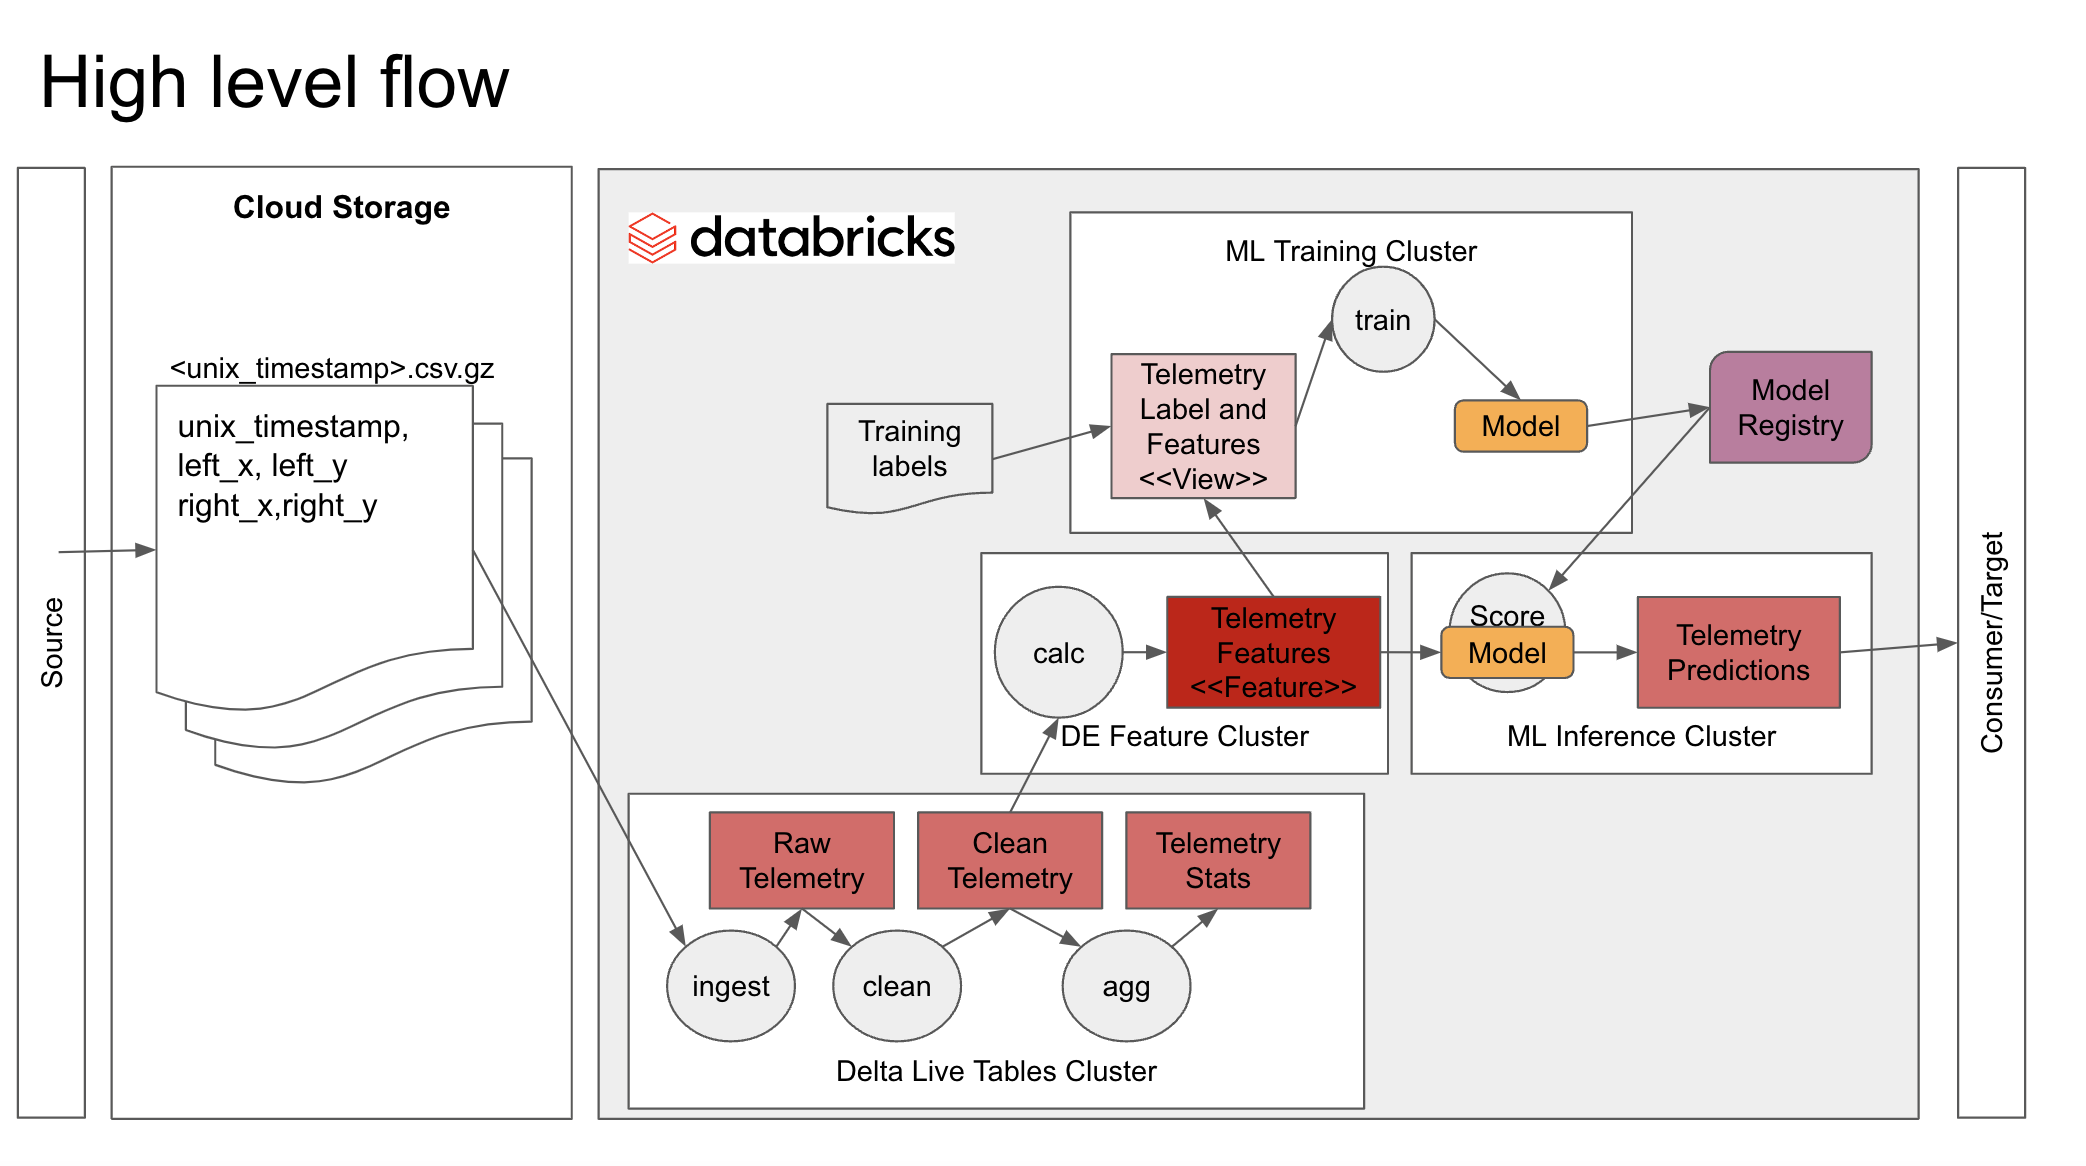 High level flow
Source
Cloud Storage
<unix_timestamp>.csv.gz
unix_timestamp,
left_x, left_y
right_x,right_y
databricks
ML Training Cluster
train
Training
labels
Telemetry
Label and
Features
<<View>>
Model
Model
Registry
calc
Telemetry
Features
<<Feature>>
DE Feature Cluster
Score
Model
Telemetry
Predictions
ML Inference Cluster
Raw
Telemetry
Clean
Telemetry
Telemetry
Stats
ingest
clean
agg
Delta Live Tables Cluster
Consumer/Target